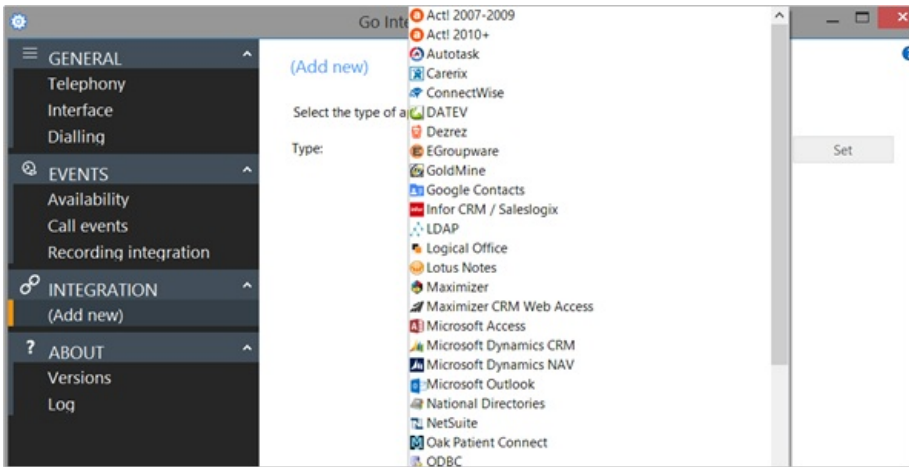 Go Inte
GENERAL
Telephony
Interface
Dialling
EVENTS
Availability
Call events
Recording integration
INTEGRATION
(Add new)
? ABOUT
Versions
Log
(Add new)
Select the type of a
Type:
Set
Act! 2007-2009
Act! 2010+
Autotask
Carerix
ConnectWise
DATEV
Dezrez
EGroupware
GoldMine
Google Contacts
Infor CRM / Saleslogix
LDAP
Logical Office
Lotus Notes
Maximizer
Maximizer CRM Web Access
Microsoft Access
Microsoft Dynamics CRM
Microsoft Dynamics NAV
Microsoft Outlook
National Directories
NetSuite
Oak Patient Connect
ODBC